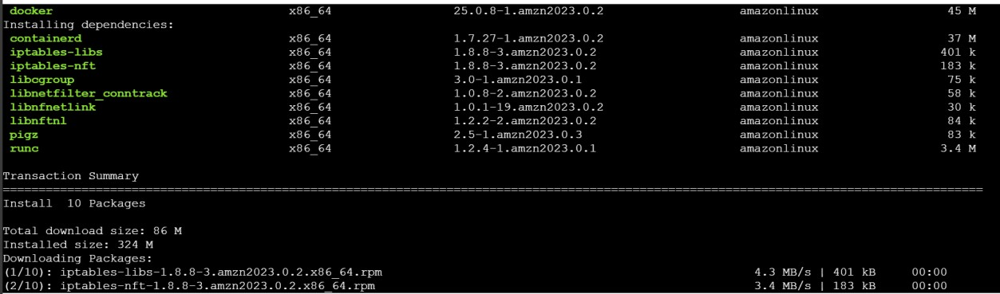 docker x86_64 25.0.8-1.amzn2023.0.2 amazonlinux 45 M
Installing dependencies:
containerd x86_64 1.7.27-1.amzn2023.0.2 amazonlinux 37 M
iptables-libs x86_64 1.8.8-3.amzn2023.0.2 amazonlinux 401 k
iptables-nft x86_64 1.8.8-3.amzn2023.0.2 amazonlinux 183 k
libcgroup x86_64 3.0-1.amzn2023.0.1 amazonlinux 75 k
libnetfilter_conntrack x86_64 1.0.8-2.amzn2023.0.2 amazonlinux 58 k
libnfnetlink x86_64 1.0.1-19.amzn2023.0.2 amazonlinux 30 k
libnftnl x86_64 1.2.2-2.amzn2023.0.2 amazonlinux 84 k
pigz x86_64 2.5-1.amzn2023.0.3 amazonlinux 83 k
runc x86_64 1.2.4-1.amzn2023.0.1 amazonlinux 3.4 M
Transaction Summary
Install 10 Packages
Total download size: 86 M
Installed size: 324 M
Downloading Packages:
(1/10): iptables-libs-1.8.8-3.amzn2023.0.2.x86_64.rpm 4.3 MB/s | 401 kB 00:00
(2/10): iptables-nft-1.8.8-3.amzn2023.0.2.x86_64.rpm 3.4 MB/s | 183 kB 00:00